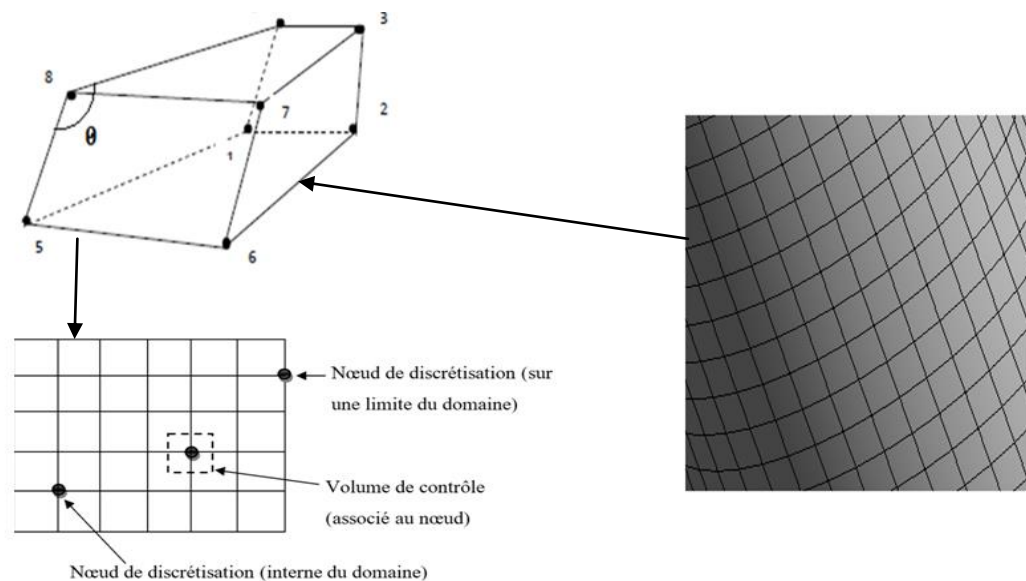 3
8
2
7
θ
1
5
6
Nœud de discrétisation (sur
une limite du domaine)
Volume de contrôle
(associé au nœud)
Nœud de discrétisation (interne du domaine)